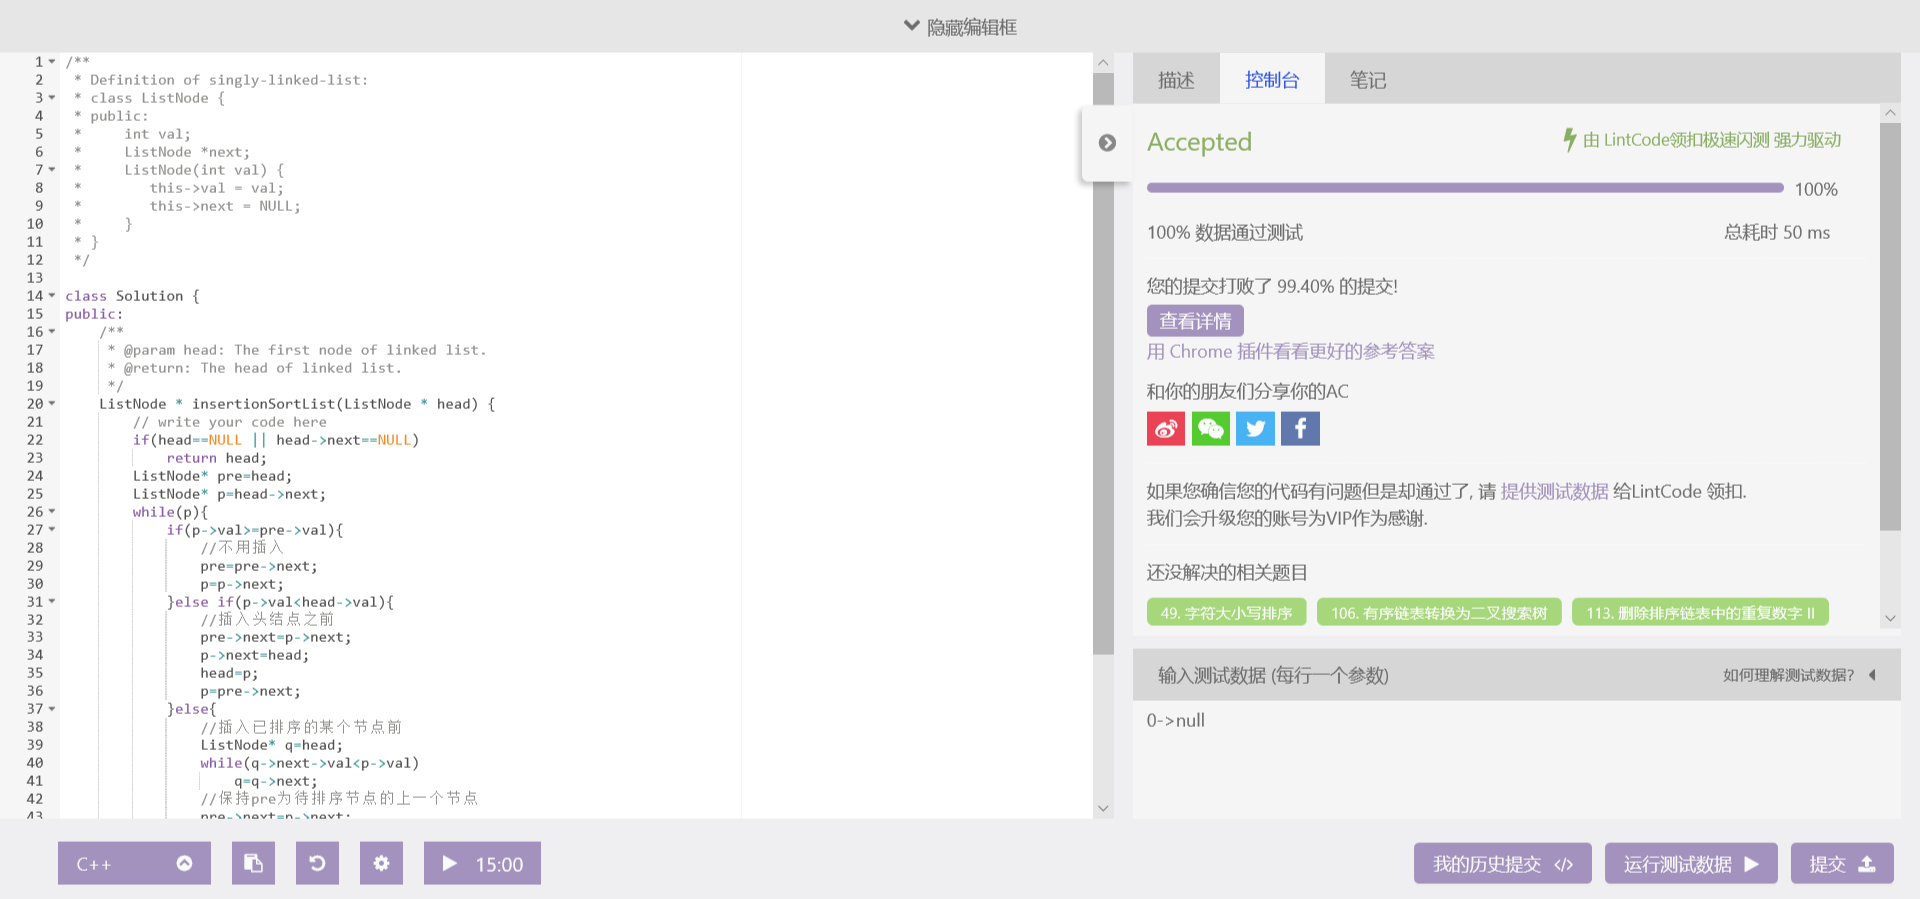 隐藏编辑框
1 /**
2  * Definition of singly-linked-list:
3  * class ListNode {
4  * public:
5  *     int val;
6  *     ListNode *next;
7  *     ListNode(int val) {
8  *        this->val = val;
9  *        this->next = NULL;
10  *     }
11  * }
12  */
13
14 class Solution {
15 public:
16     /**
17      * @param head: The first node of linked list.
18      * @return: The head of linked list.
19      */
20     ListNode * insertionSortList(ListNode * head) {
21         // write your code here
22         if(head==NULL || head->next==NULL)
23             return head;
24         ListNode* pre=head;
25         ListNode* p=head->next;
26         while(p){
27             if(p->val>=pre->val){
28                 //不用插入
29                 pre=pre->next;
30                 p=p->next;
31             }else if(p->val<head->val){
32                 //插入头结点之前
33                 pre->next=p->next;
34                 p->next=head;
35                 head=p;
36                 p=pre->next;
37             }else{
38                 //插入已排序的某个节点前
39                 ListNode* q=head;
40                 while(q->next->val<p->val)
41                     q=q->next;
42                 //保持pre为待排序节点的上一个节点
43                 pre->next=p->next;
描述 控制台 笔记
Accepted
由 LintCode领扣极速闪测 强力驱动
100%
100% 数据通过测试 总耗时 50 ms
您的提交打败了 99.40% 的提交!
查看详情
用 Chrome 插件看看更好的参考答案
和你的朋友们分享你的AC
如果您确信您的代码有问题但是却通过了, 请 提供测试数据 给LintCode 领扣.
我们会升级您的账号为VIP作为感谢.
还没解决的相关题目
49. 字符大小写排序 106. 有序链表转换为二叉搜索树 113. 删除排序链表中的重复数字 II
输入测试数据 (每行一个参数) 如何理解测试数据?
0->null
C++ 15:00 我的历史提交 运行测试数据 提交